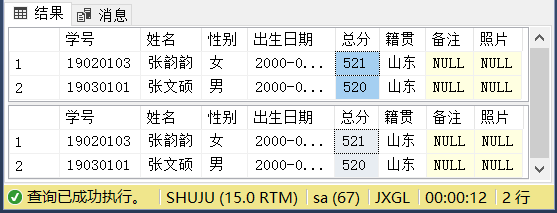 结果 消息
学号 姓名 性别 出生日期 总分 籍贯 备注 照片
1 19020103 张韵韵 女 2000-0... 521 山东 NULL NULL
2 19030101 张文硕 男 2000-0... 520 山东 NULL NULL
学号 姓名 性别 出生日期 总分 籍贯 备注 照片
1 19020103 张韵韵 女 2000-0... 521 山东 NULL NULL
2 19030101 张文硕 男 2000-0... 520 山东 NULL NULL
查询已成功执行。 SHUJU (15.0 RTM) sa (67) JXGL 00:00:12 2 行